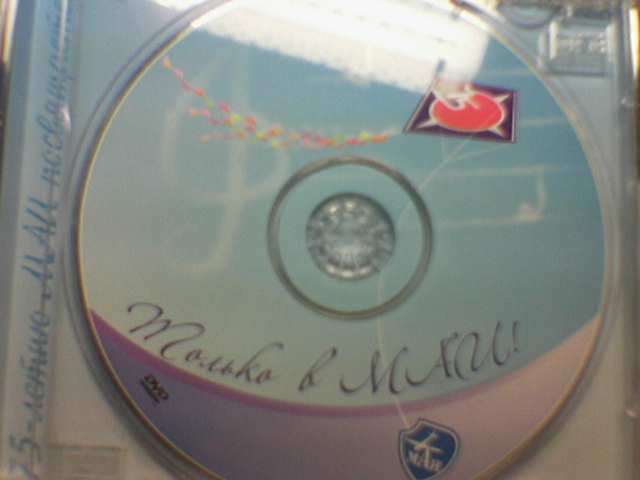 75-летию МАИ посвящается
Только в МАИ!
DVD
МАИ